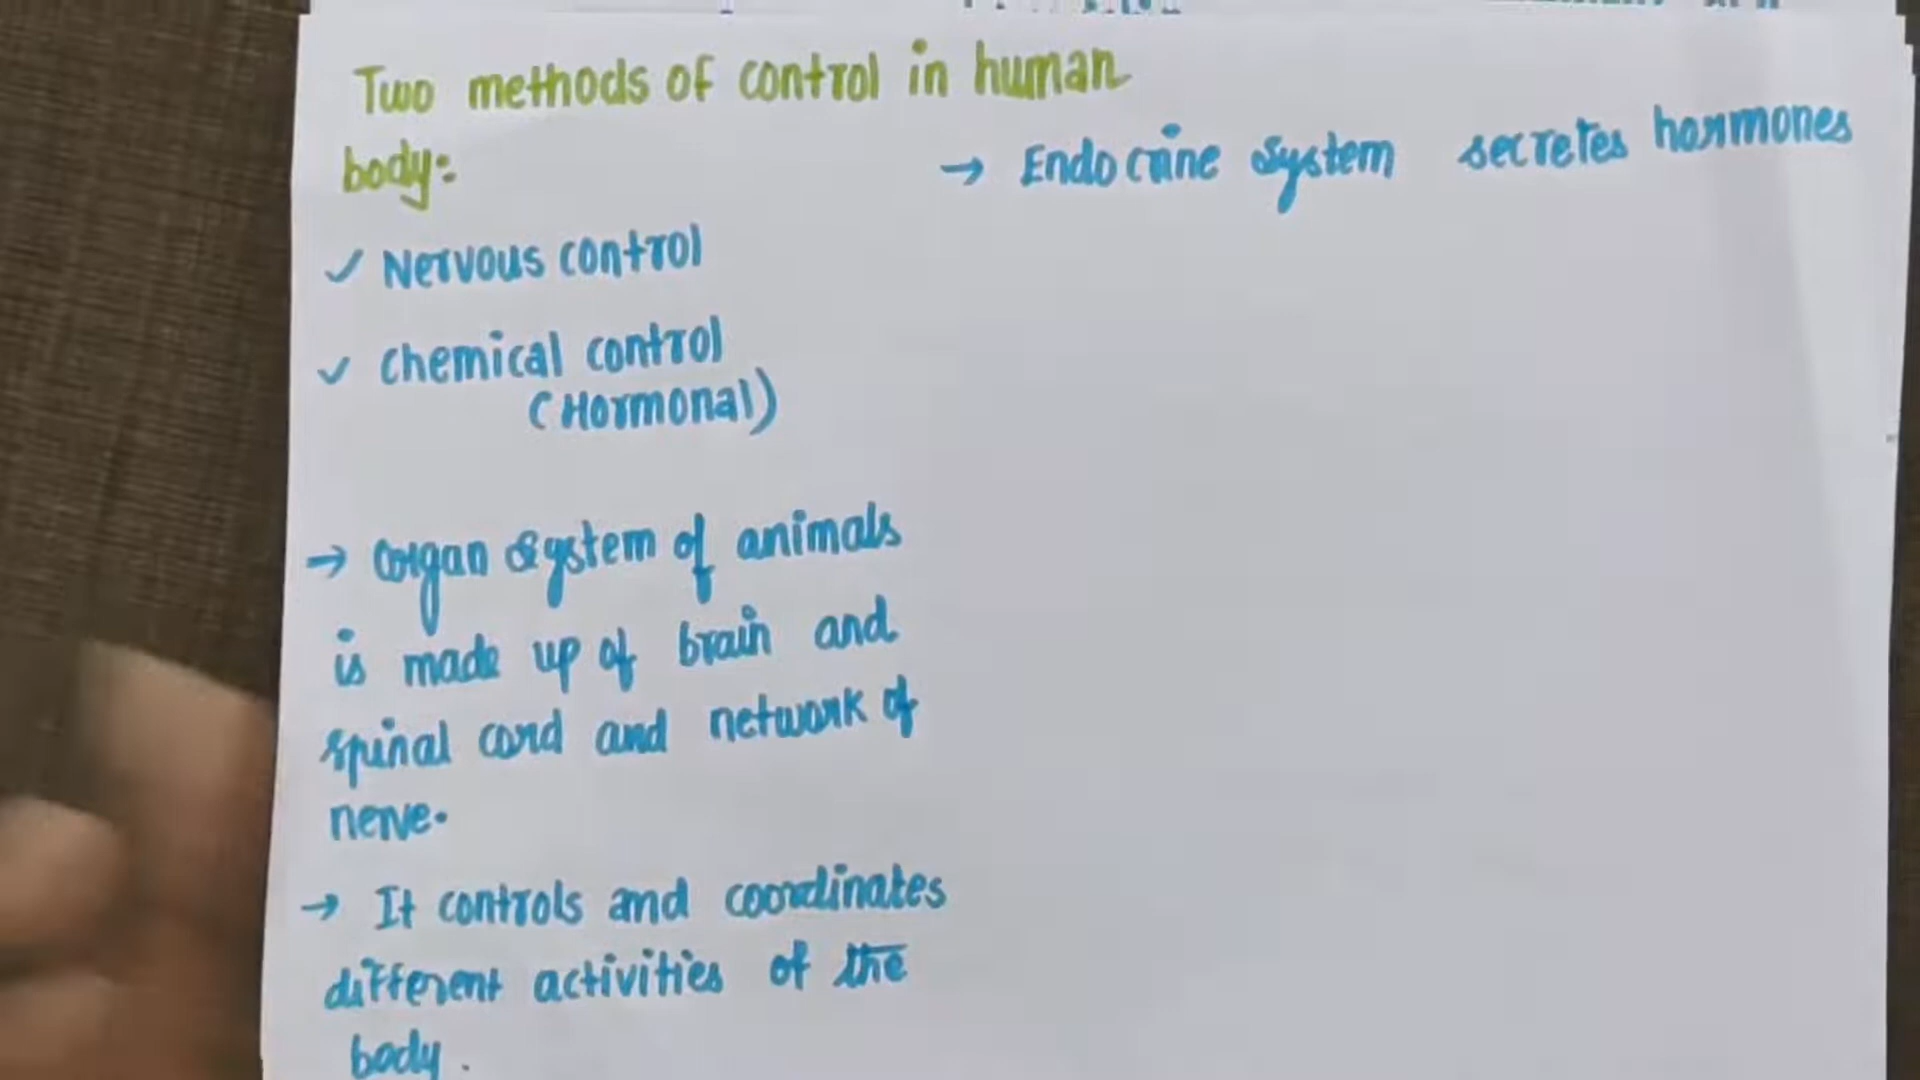 Two methods of control in human
body:
✓ Nervous control
✓ Chemical control
(Hormonal)
→ Organ system of animals
is made up of brain and
spinal cord and network of
nerve.
→ It controls and coordinates
different activities of the
body.
→ Endocrine system secretes hormones